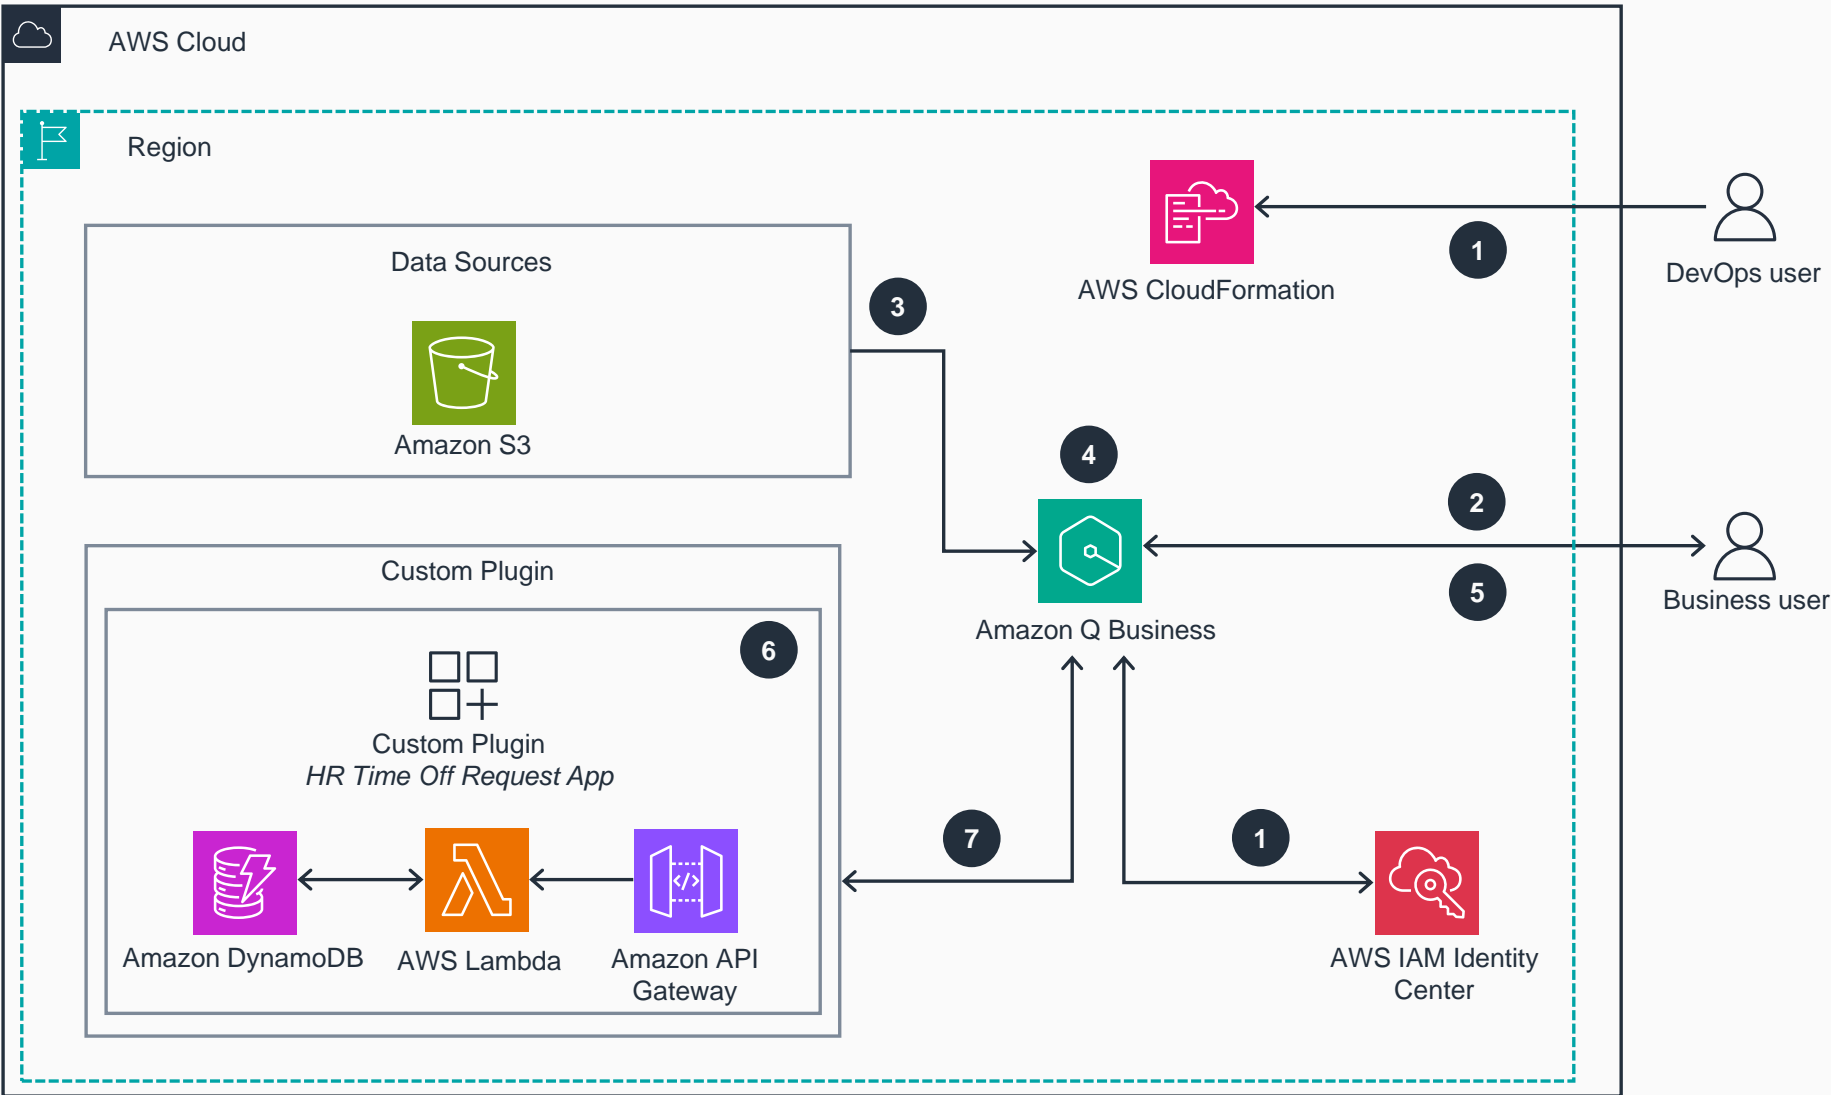 AWS Cloud
Region
Data Sources
Amazon S3
3
AWS CloudFormation
1
DevOps user
4
Amazon Q Business
2
5
Business user
Custom Plugin
6
Custom Plugin
HR Time Off Request App
Amazon DynamoDB
AWS Lambda
</>
Amazon API
Gateway
7
1
AWS IAM Identity
Center